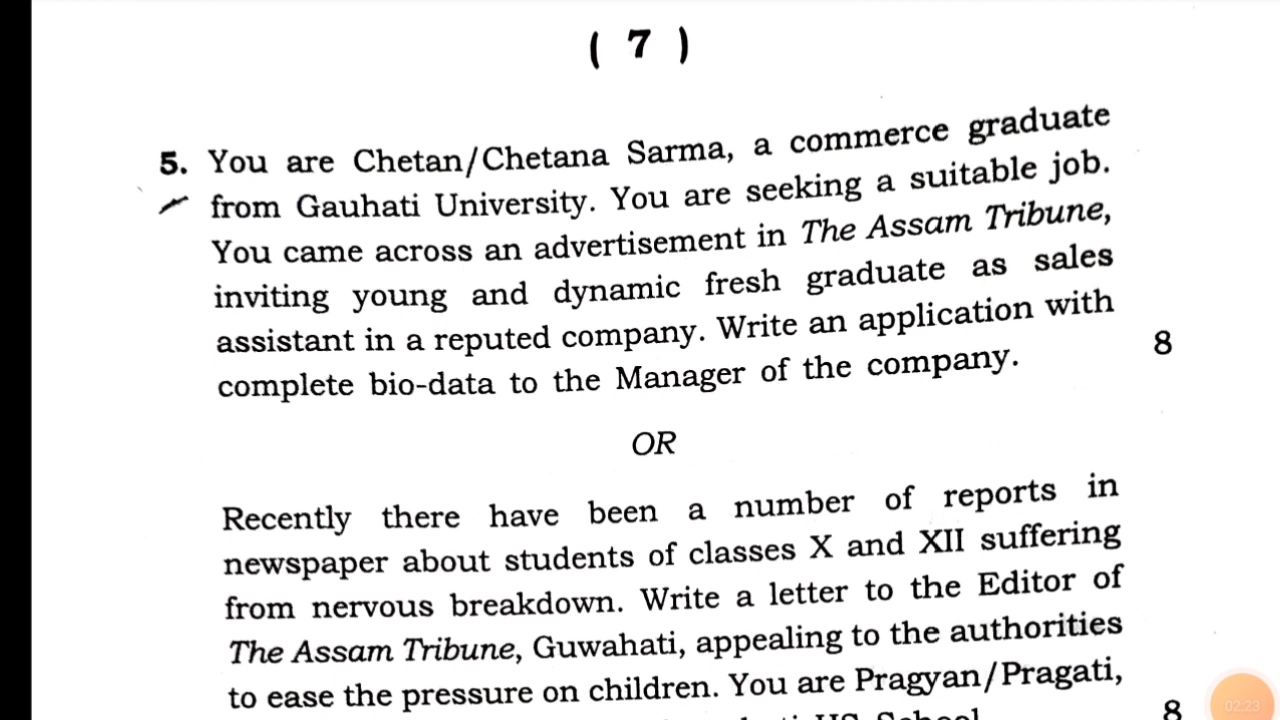 ( 7 )
5. You are Chetan/Chetana Sarma, a commerce graduate
from Gauhati University. You are seeking a suitable job.
You came across an advertisement in The Assam Tribune,
inviting young and dynamic fresh graduate as sales
assistant in a reputed company. Write an application with
complete bio-data to the Manager of the company. 8
OR
Recently there have been a number of reports in
newspaper about students of classes X and XII suffering
from nervous breakdown. Write a letter to the Editor of
The Assam Tribune, Guwahati, appealing to the authorities
to ease the pressure on children. You are Pragyan/Pragati,
HS School 8
02:23